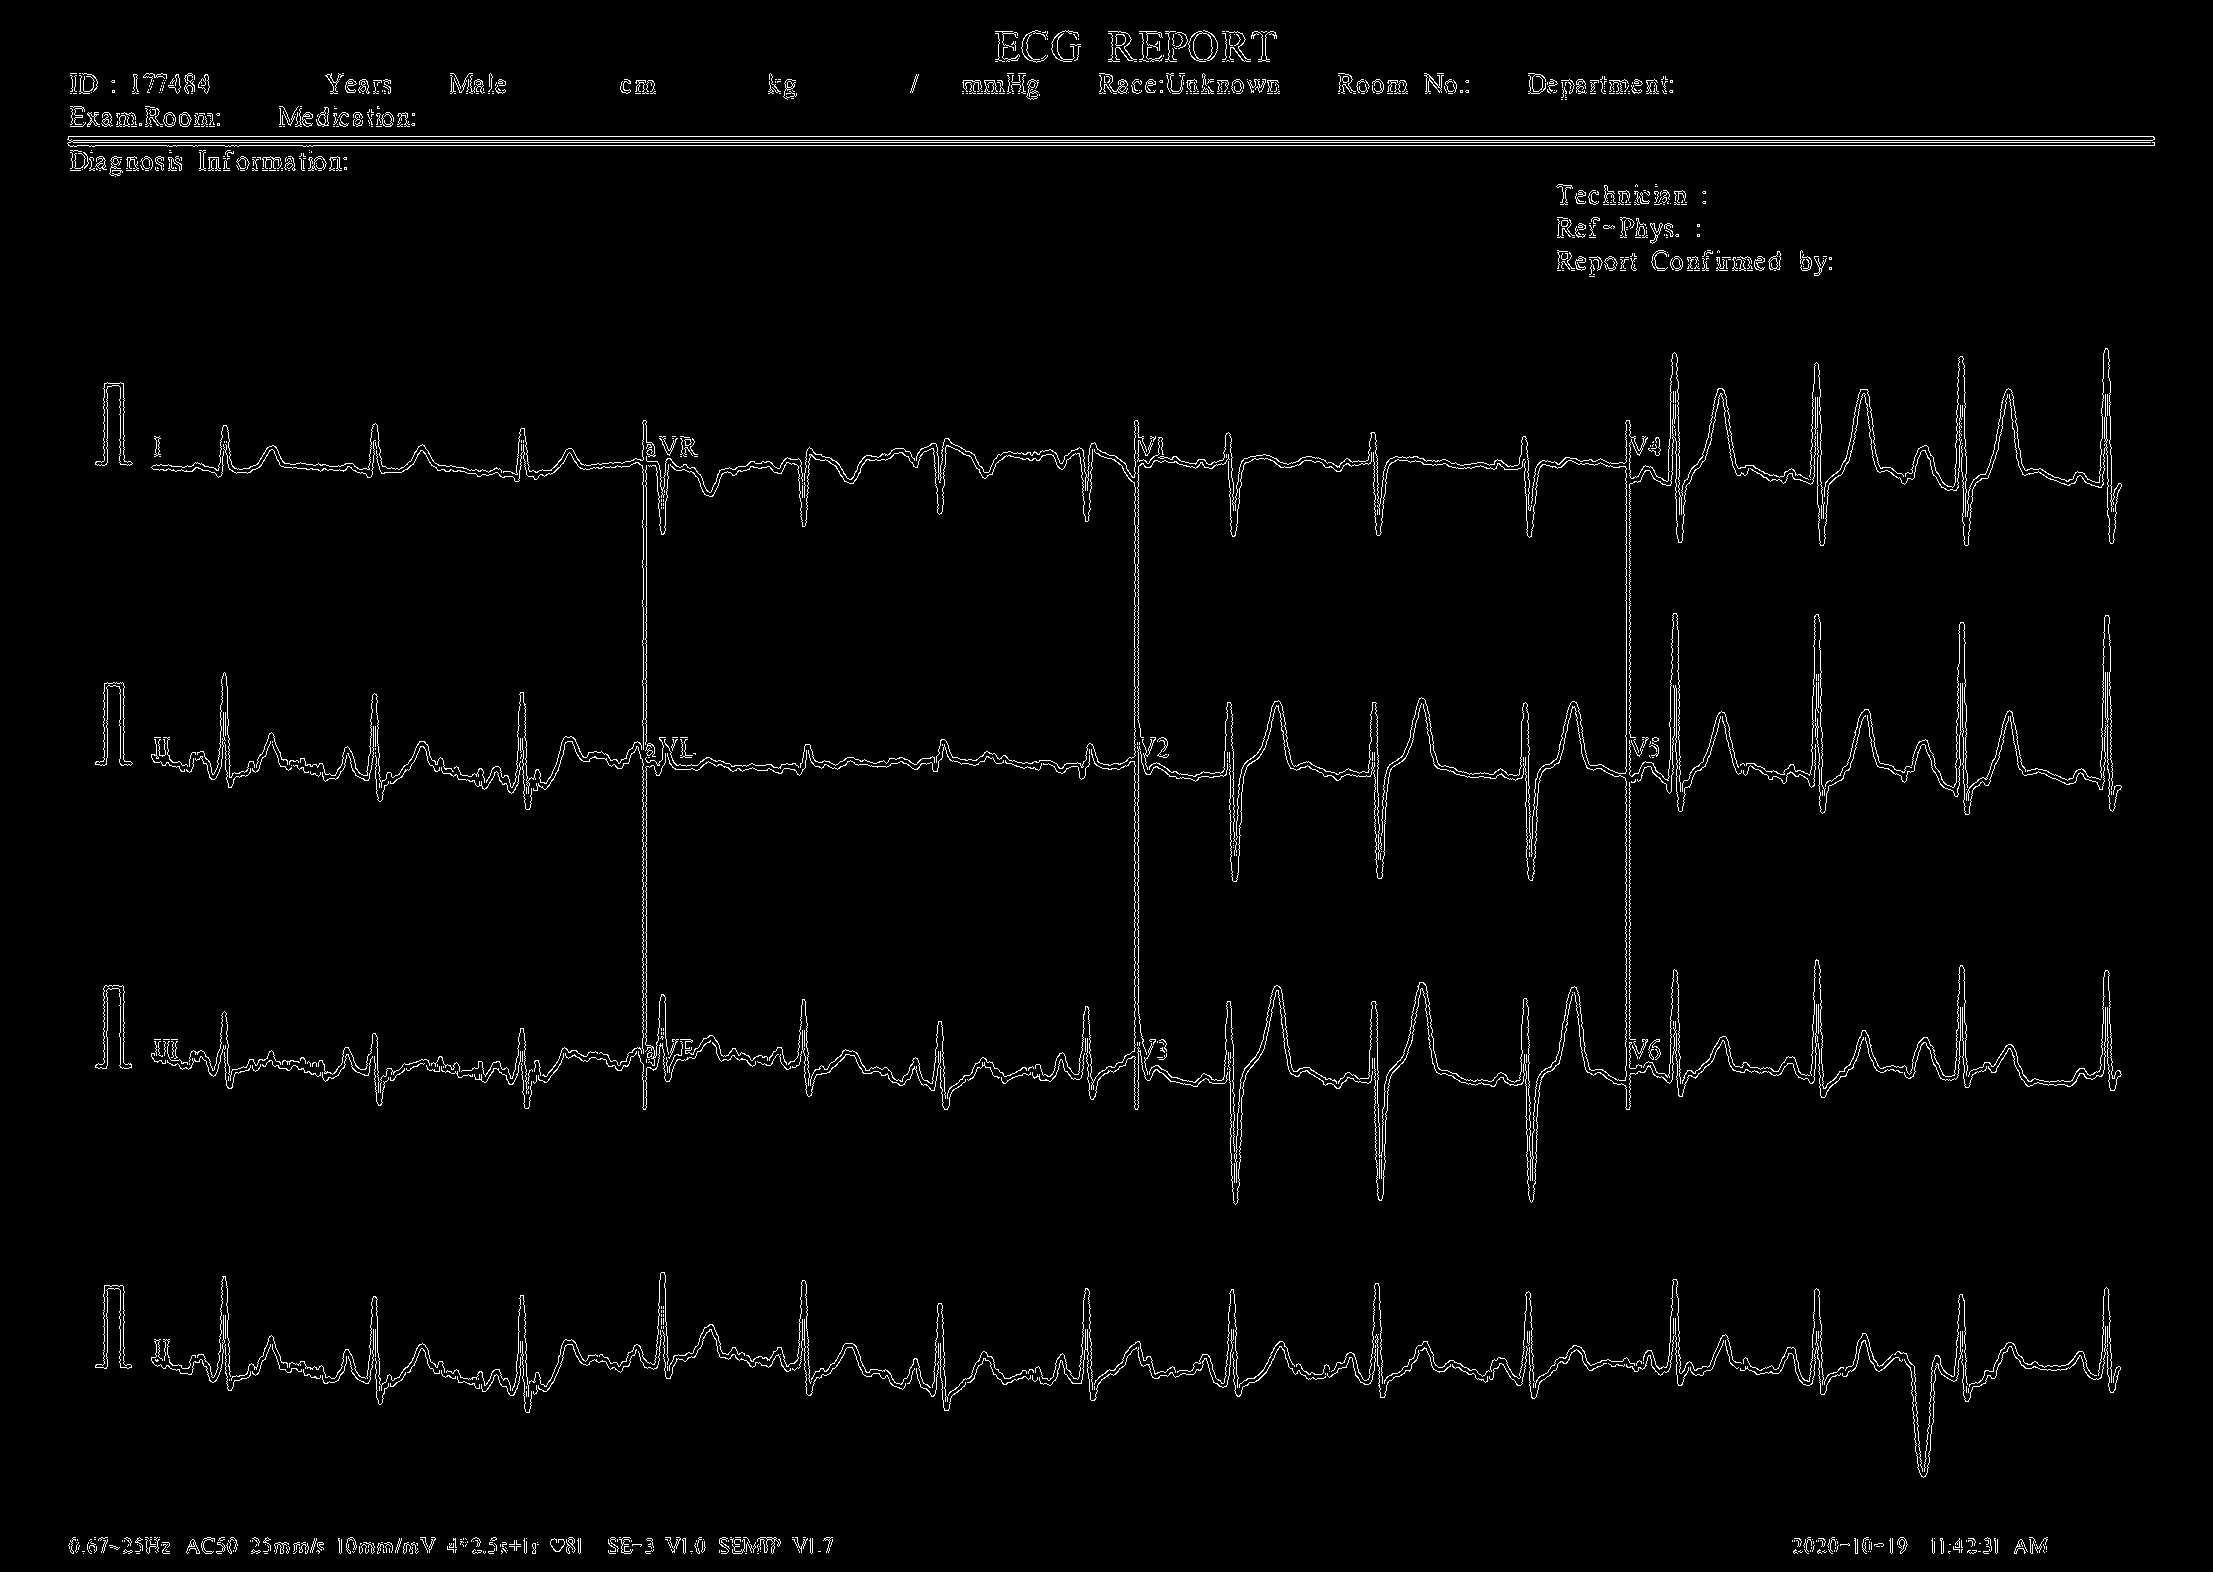 ECG REPORT
ID : 177484 Years Male cm kg / mmHg Race:Unknown Room No.: Department:
Exam.Room: Medication:
Diagnosis Information:
Technician :
Ref-Phys. :
Report Confirmed by:
I aVR V1 V4
II aVL V2 V5
III aVF V3 V6
II
0.67~25Hz AC50 25mm/s 10mm/mV 4*2.5s+1r ♡81 SE-3 V1.0 SEMIP V1.7 2020-10-19 11:42:31 AM